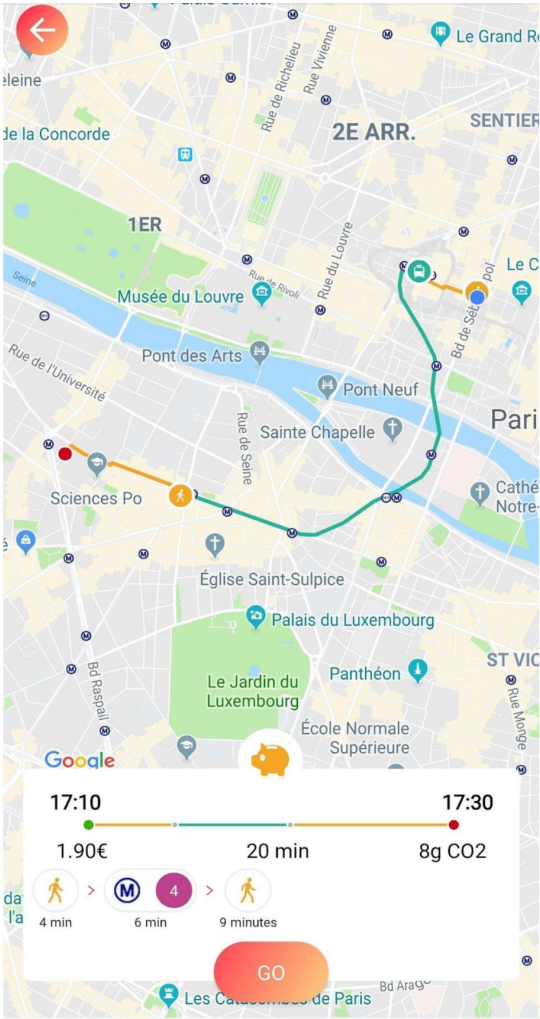 Palais Garnier
Le Grand R
eleine
Rue de Richelieu
Rue Vivienne
de la Concorde
2E ARR.
SENTIER
1ER
Rue du Louvre
Le C
Seine
Rue de Rivoli
Musée du Louvre
Bd de Sébastopol
Pont des Arts
Rue de l'Université
Pont Neuf
Rue de Seine
Sainte Chapelle
Pari
Sciences Po
Cathé
Notre-
é
Église Saint-Sulpice
Palais du Luxembourg
Bd Raspail
Panthéon
ST VIC
Le Jardin du
Luxembourg
Rue Monge
École Normale
Supérieure
Google
17:10
17:30
1.90€
20 min
8g CO2
M
4
4 min
6 min
9 minutes
da
l'a
GO
Bd Arago
Les Catacombes de Paris